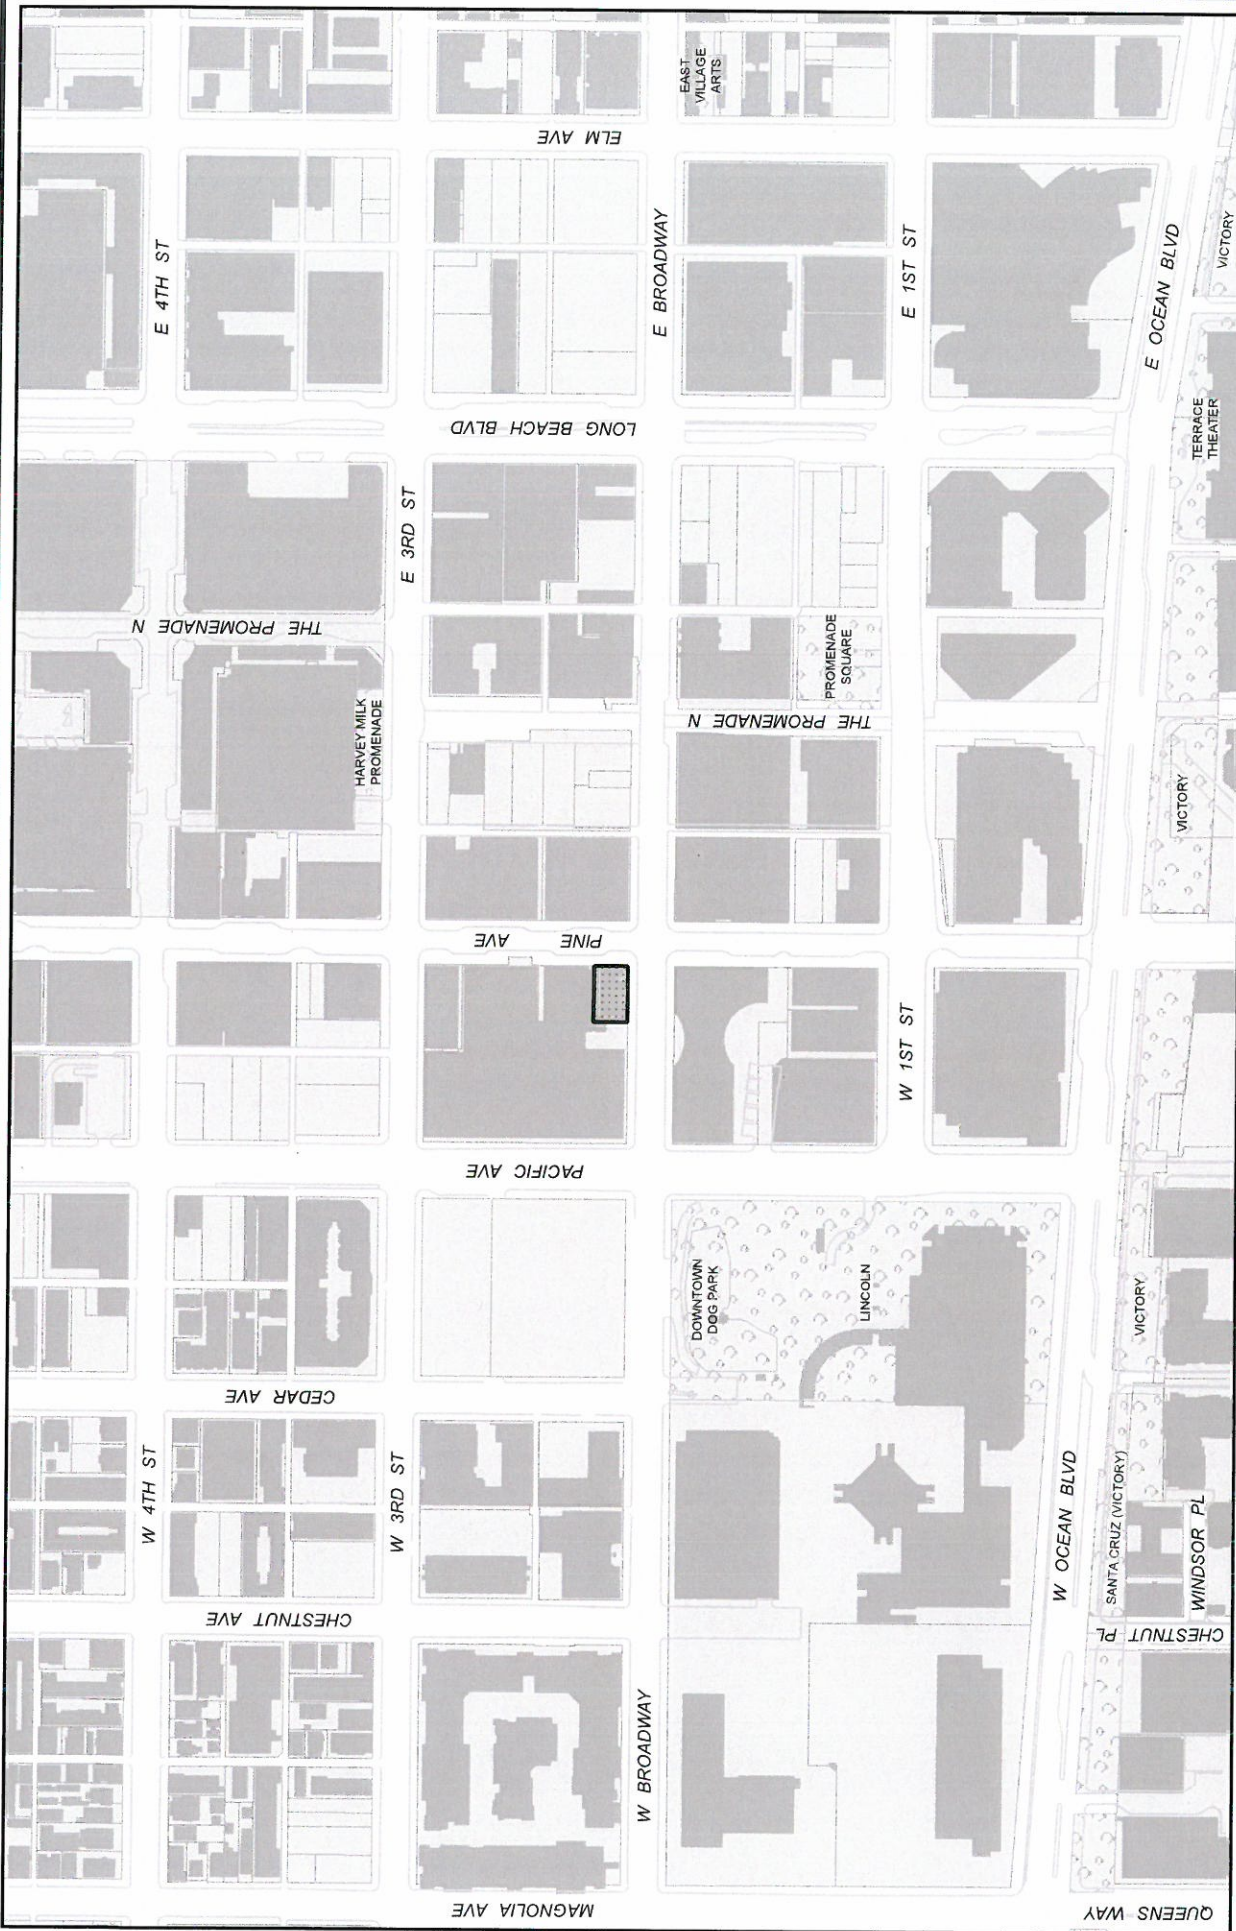 EAST
VILLAGE
ARTS
ELM AVE
E 4TH ST
E BROADWAY
E 1ST ST
E OCEAN BLVD
VICTORY
LONG BEACH BLVD
TERRACE
THEATER
E 3RD ST
THE PROMENADE N
HARVEY MILK
PROMENADE
PROMENADE
SQUARE
THE PROMENADE N
VICTORY
PINE AVE
W 1ST ST
PACIFIC AVE
DOWNTOWN
DOG PARK
LINCOLN
VICTORY
CEDAR AVE
W 4TH ST
W 3RD ST
W OCEAN BLVD
SANTA CRUZ (VICTORY)
WINDSOR PL
CHESTNUT AVE
CHESTNUT PL
W BROADWAY
MAGNOLIA AVE
QUEENS WAY